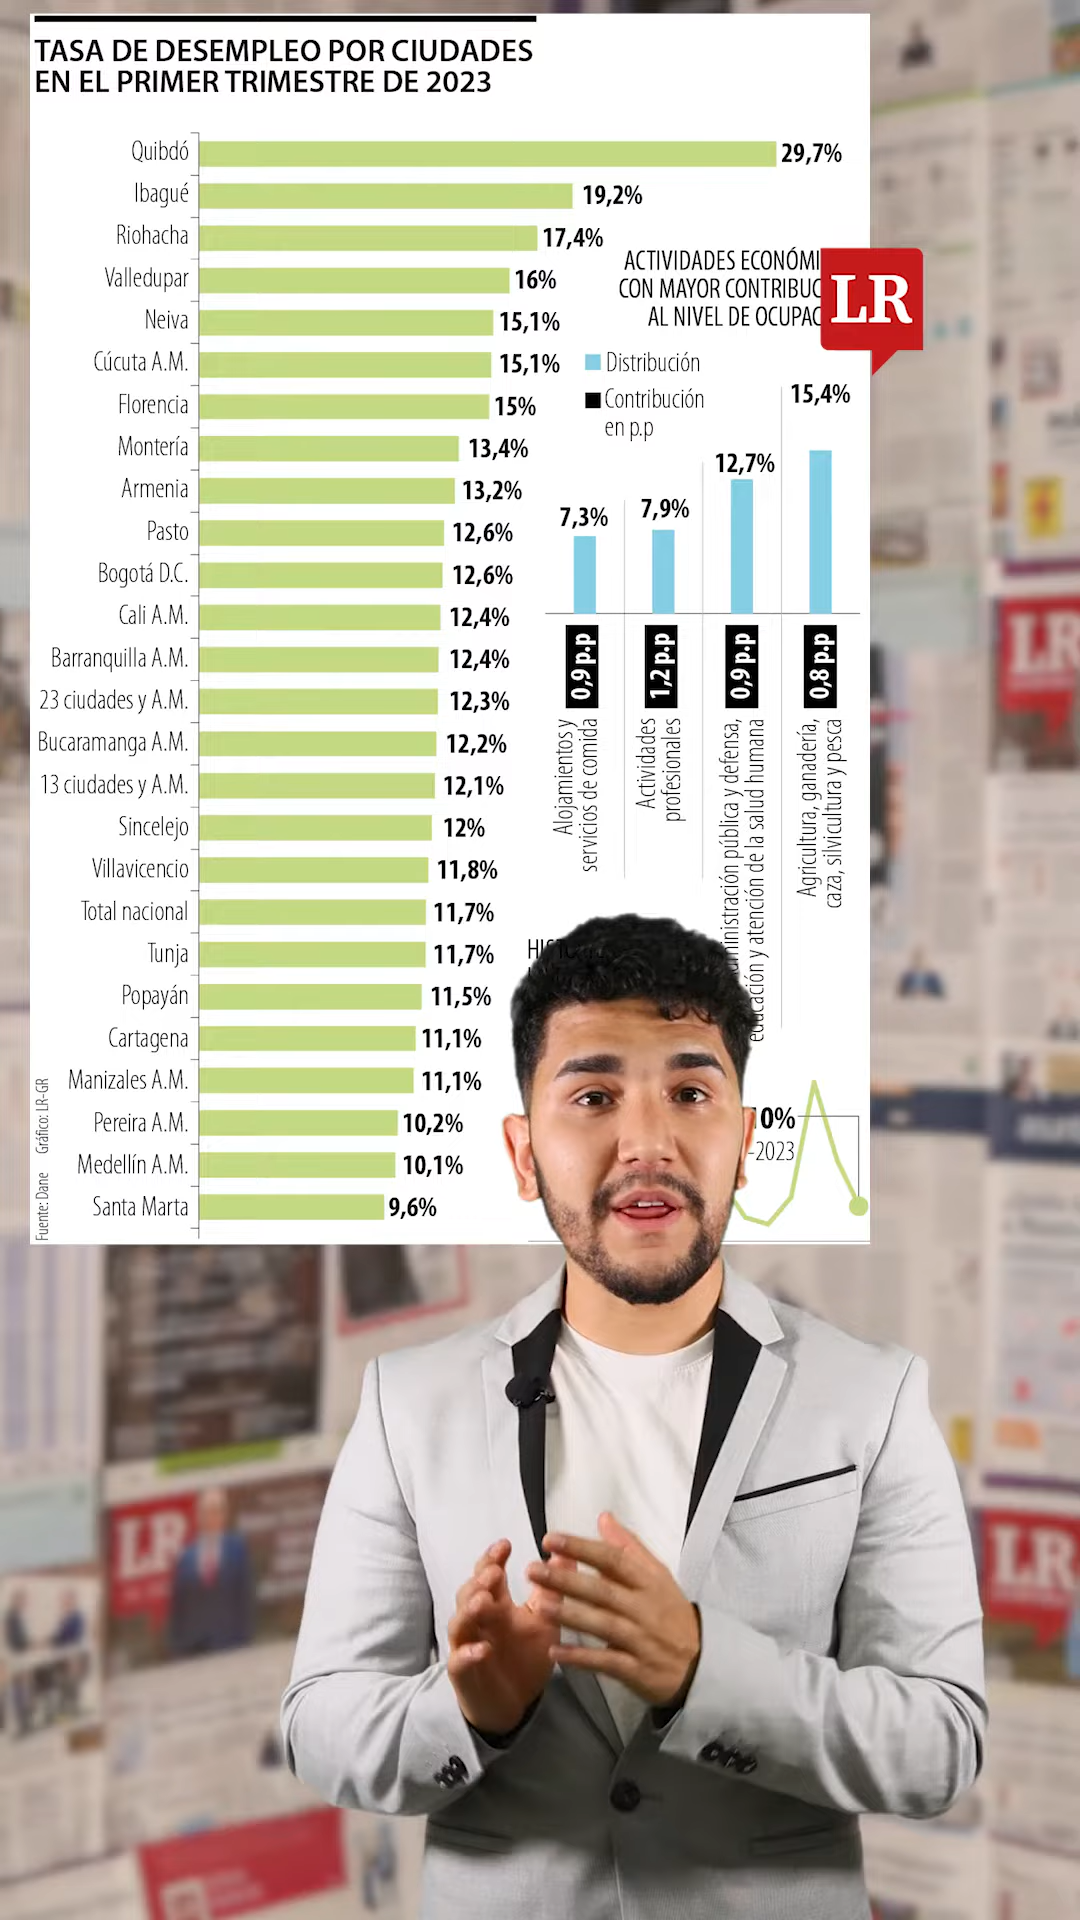 TASA DE DESEMPLEO POR CIUDADES
EN EL PRIMER TRIMESTRE DE 2023
Quibdó 29,7%
Ibagué 19,2%
Riohacha 17,4%
Valledupar 16%
Neiva 15,1%
Cúcuta A.M. 15,1%
Florencia 15%
Montería 13,4%
Armenia 13,2%
Pasto 12,6%
Bogotá D.C. 12,6%
Cali A.M. 12,4%
Barranquilla A.M. 12,4%
23 ciudades y A.M. 12,3%
Bucaramanga A.M. 12,2%
13 ciudades y A.M. 12,1%
Sincelejo 12%
Villavicencio 11,8%
Total nacional 11,7%
Tunja 11,7%
Popayán 11,5%
Cartagena 11,1%
Manizales A.M. 11,1%
Pereira A.M. 10,2%
Medellín A.M. 10,1%
Santa Marta 9,6%
Fuente: Dane Gráfico: LR-GR
ACTIVIDADES ECONÓMI
CON MAYOR CONTRIBUC
AL NIVEL DE OCUPAC
LR
Distribución
Contribución
en p.p
7,3%
7,9%
12,7%
15,4%
0,9 p.p
1,2 p.p
0,9 p.p
0,8 p.p
Alojamientos y
servicios de comida
Actividades
profesionales
ministración pública y defensa,
educación y atención de la salud humana
Agricultura, ganadería,
caza, silvicultura y pesca
0%
-2023
LR
LR
LR